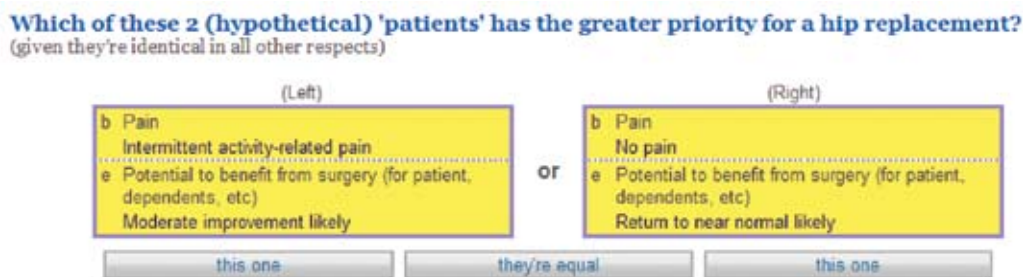 Which of these 2 (hypothetical) 'patients' has the greater priority for a hip replacement?
(given they're identical in all other respects)
(Left)
b Pain
Intermittent activity-related pain
e Potential to benefit from surgery (for patient,
dependents, etc)
Moderate improvement likely
or
(Right)
b Pain
No pain
e Potential to benefit from surgery (for patient,
dependents, etc)
Return to near normal likely
this one
they're equal
this one